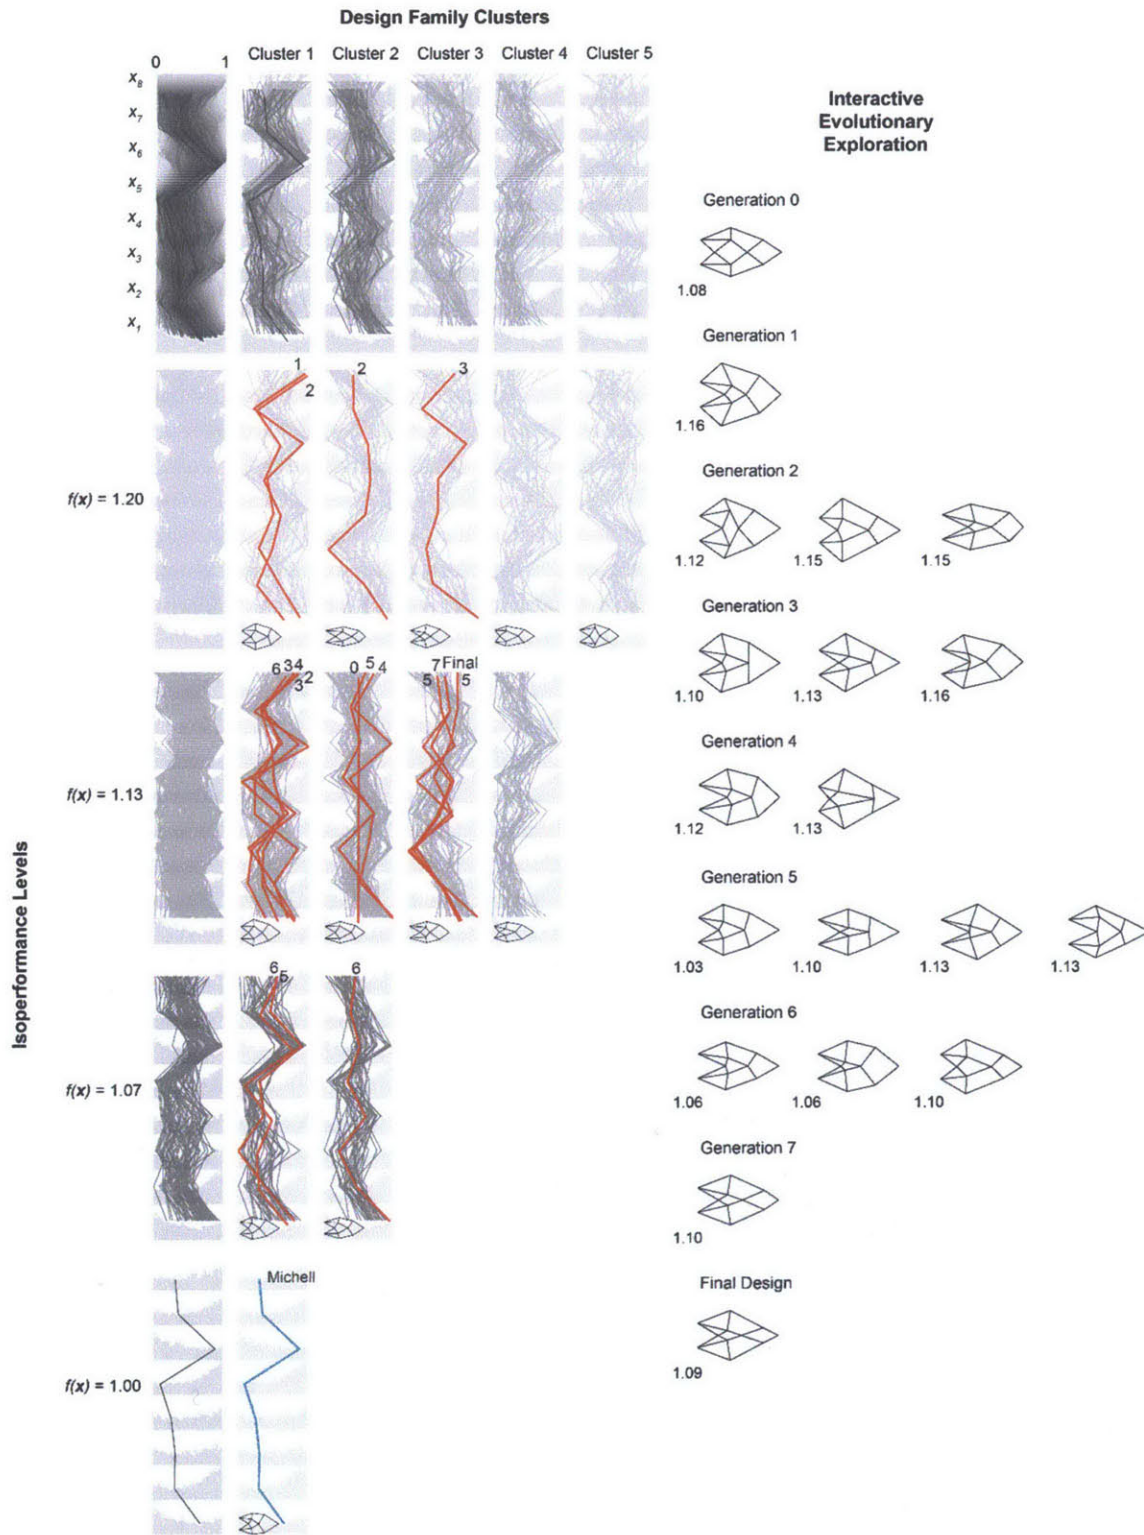 Design Family Clusters
0 1 Cluster 1 Cluster 2 Cluster 3 Cluster 4 Cluster 5
x8
x7
x6
x5
x4
x3
x2
x1
1
2
2
3
f(x) = 1.20
6 3 4 2
3
0 5 4
7 Final
5 5
f(x) = 1.13
6
5
6
f(x) = 1.07
Michell
f(x) = 1.00
Isoperformance Levels
Interactive
Evolutionary
Exploration
Generation 0
1.08
Generation 1
1.16
Generation 2
1.12 1.15 1.15
Generation 3
1.10 1.13 1.16
Generation 4
1.12 1.13
Generation 5
1.03 1.10 1.13 1.13
Generation 6
1.06 1.06 1.10
Generation 7
1.10
Final Design
1.09